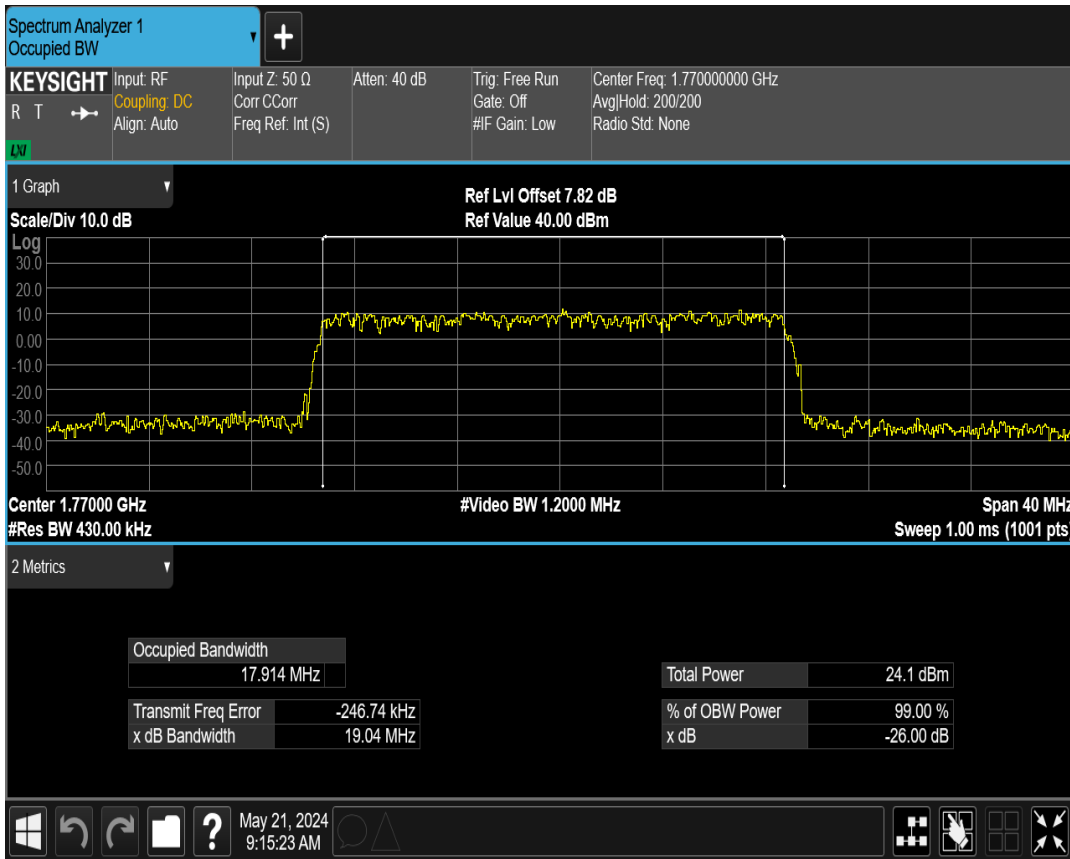 Spectrum Analyzer 1
Occupied BW
+
KEYSIGHT
R T
LXI
Input: RF
Coupling: DC
Align: Auto
Input Z: 50 Ω
Corr CCorr
Freq Ref: Int (S)
Atten: 40 dB
Trig: Free Run
Gate: Off
#IF Gain: Low
Center Freq: 1.770000000 GHz
Avg|Hold: 200/200
Radio Std: None
1 Graph
Scale/Div 10.0 dB
Ref Lvl Offset 7.82 dB
Ref Value 40.00 dBm
Log
30.0
20.0
10.0
0.00
-10.0
-20.0
-30.0
-40.0
-50.0
Center 1.77000 GHz
#Res BW 430.00 kHz
#Video BW 1.2000 MHz
Span 40 MHz
Sweep 1.00 ms (1001 pts)
2 Metrics
Occupied Bandwidth
17.914 MHz
Transmit Freq Error -246.74 kHz
x dB Bandwidth 19.04 MHz
Total Power 24.1 dBm
% of OBW Power 99.00 %
x dB -26.00 dB
?
May 21, 2024
9:15:23 AM